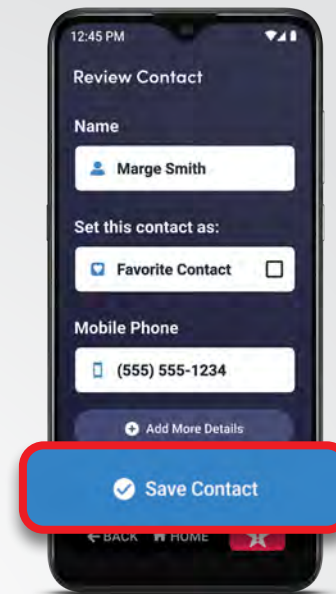 12:45 PM
Review Contact
Name
Marge Smith
Set this contact as:
Favorite Contact
Mobile Phone
(555) 555-1234
Add More Details
Save Contact
BACK HOME